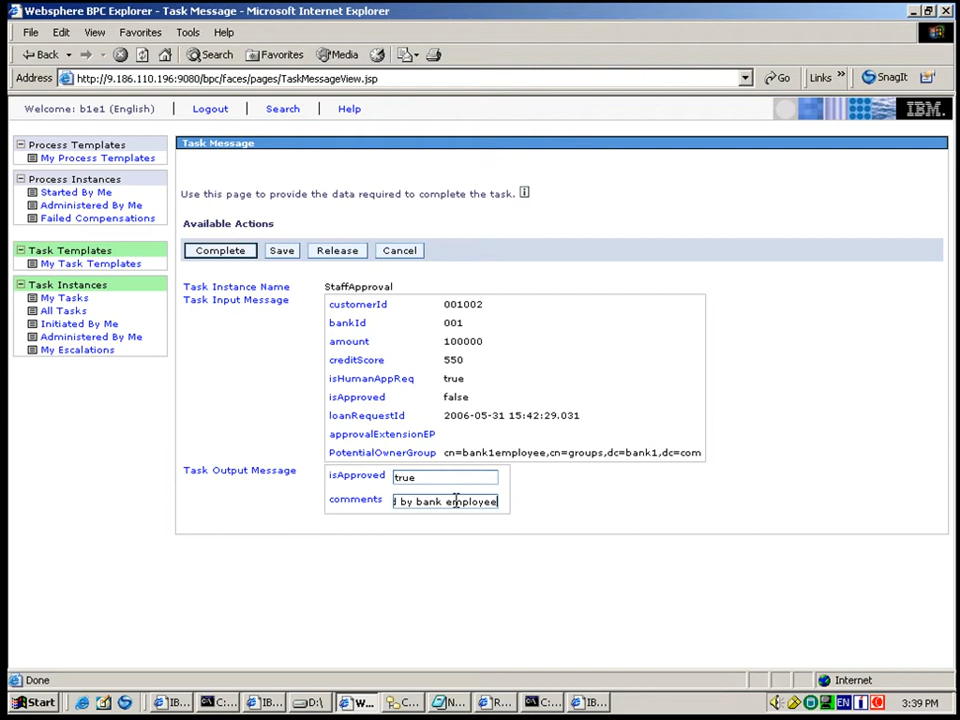 Websphere BPC Explorer - Task Message - Microsoft Internet Explorer
File Edit View Favorites Tools Help
Back Search Favorites Media
Address http://9.186.110.196:9080/bpc/faces/pages/TaskMessageView.jsp Go Links » SnagIt
Welcome: b1e1 (English) Logout Search Help IBM.
Process Templates
My Process Templates
Process Instances
Started By Me
Administered By Me
Failed Compensations
Task Templates
My Task Templates
Task Instances
My Tasks
All Tasks
Initiated By Me
Administered By Me
My Escalations
Task Message
Use this page to provide the data required to complete the task. i
Available Actions
Complete Save Release Cancel
Task Instance Name StaffApproval
Task Input Message
customerId 001002
bankId 001
amount 100000
creditScore 550
isHumanAppReq true
isApproved false
loanRequestId 2006-05-31 15:42:29.031
approvalExtensionEP
PotentialOwnerGroup cn=bank1employee,cn=groups,dc=bank1,dc=com
Task Output Message
isApproved true
comments d by bank employee
Done Internet
Start IB... C:... IB... D:\ W... C... N... R... C:... IB... EN 3:39 PM